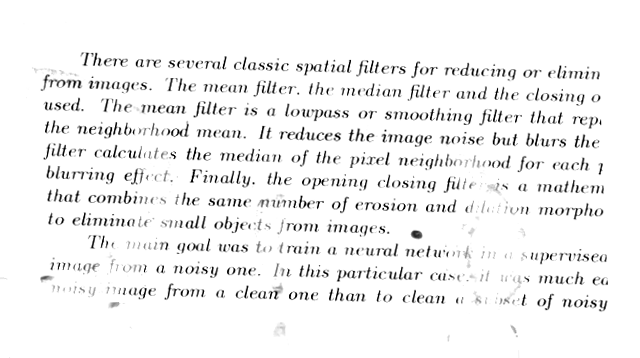 There are several classic spatial filters for reducing or elimin
from images. The mean filter, the median filter and the closing o
used. The mean filter is a lowpass or smoothing filter that rep
the neighborhood mean. It reduces the image noise but blurs the
filter calculates the median of the pixel neighborhood for each p
blurring effect. Finally, the opening closing filter is a mathem
that combines the same number of erosion and dilation morpho
to eliminate small objects from images.
The main goal was to train a neural network in a supervised
image from a noisy one. In this particular case, it was much ea
noisy image from a clean one than to clean a subset of noisy